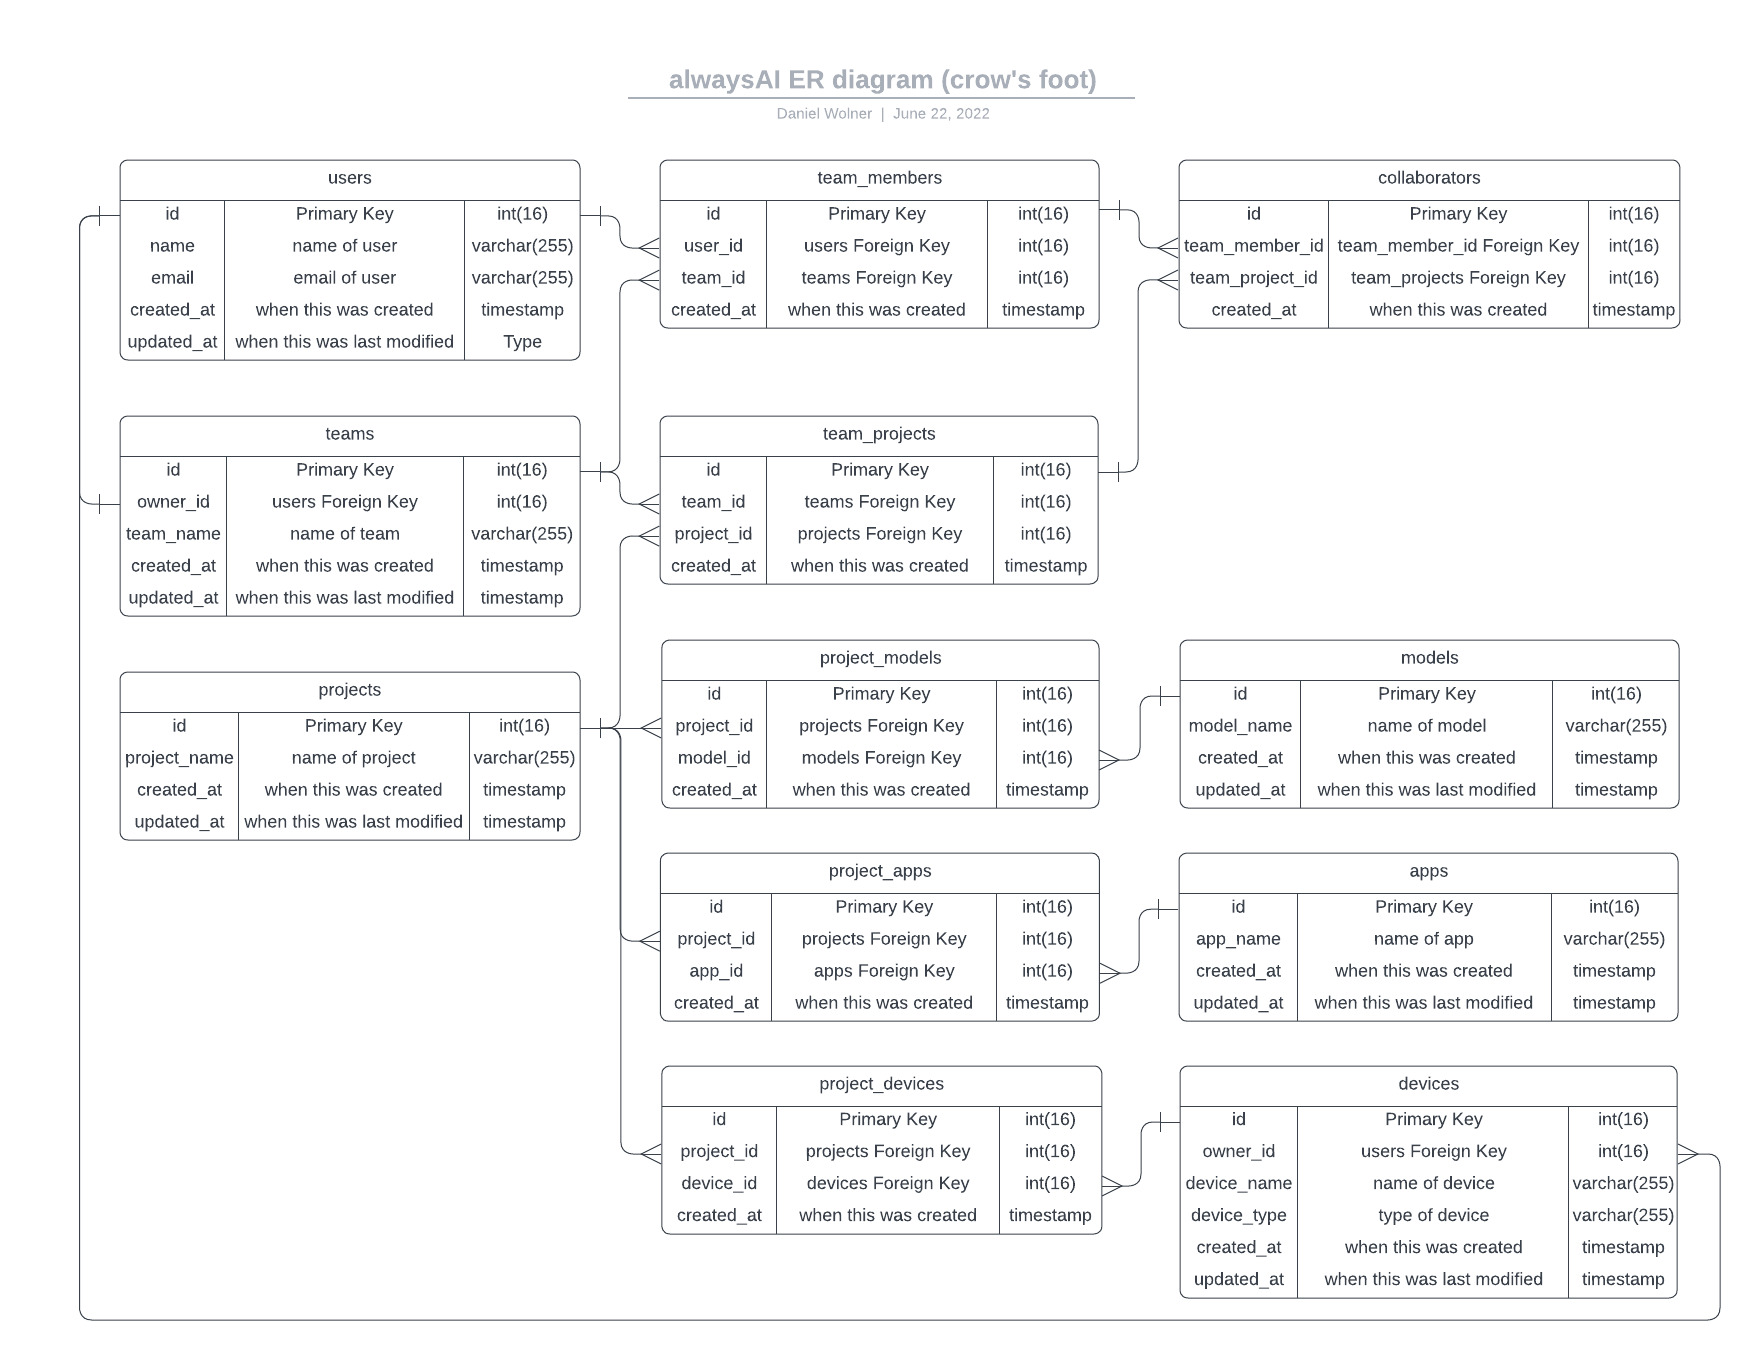 alwaysAI ER diagram (crow's foot)
Daniel Wolner | June 22, 2022
users
id Primary Key int(16)
name name of user varchar(255)
email email of user varchar(255)
created_at when this was created timestamp
updated_at when this was last modified Type
team_members
id Primary Key int(16)
user_id users Foreign Key int(16)
team_id teams Foreign Key int(16)
created_at when this was created timestamp
collaborators
id Primary Key int(16)
team_member_id team_member_id Foreign Key int(16)
team_project_id team_projects Foreign Key int(16)
created_at when this was created timestamp
teams
id Primary Key int(16)
owner_id users Foreign Key int(16)
team_name name of team varchar(255)
created_at when this was created timestamp
updated_at when this was last modified timestamp
team_projects
id Primary Key int(16)
team_id teams Foreign Key int(16)
project_id projects Foreign Key int(16)
created_at when this was created timestamp
projects
id Primary Key int(16)
project_name name of project varchar(255)
created_at when this was created timestamp
updated_at when this was last modified timestamp
project_models
id Primary Key int(16)
project_id projects Foreign Key int(16)
model_id models Foreign Key int(16)
created_at when this was created timestamp
models
id Primary Key int(16)
model_name name of model varchar(255)
created_at when this was created timestamp
updated_at when this was last modified timestamp
project_apps
id Primary Key int(16)
project_id projects Foreign Key int(16)
app_id apps Foreign Key int(16)
created_at when this was created timestamp
apps
id Primary Key int(16)
app_name name of app varchar(255)
created_at when this was created timestamp
updated_at when this was last modified timestamp
project_devices
id Primary Key int(16)
project_id projects Foreign Key int(16)
device_id devices Foreign Key int(16)
created_at when this was created timestamp
devices
id Primary Key int(16)
owner_id users Foreign Key int(16)
device_name name of device varchar(255)
device_type type of device varchar(255)
created_at when this was created timestamp
updated_at when this was last modified timestamp